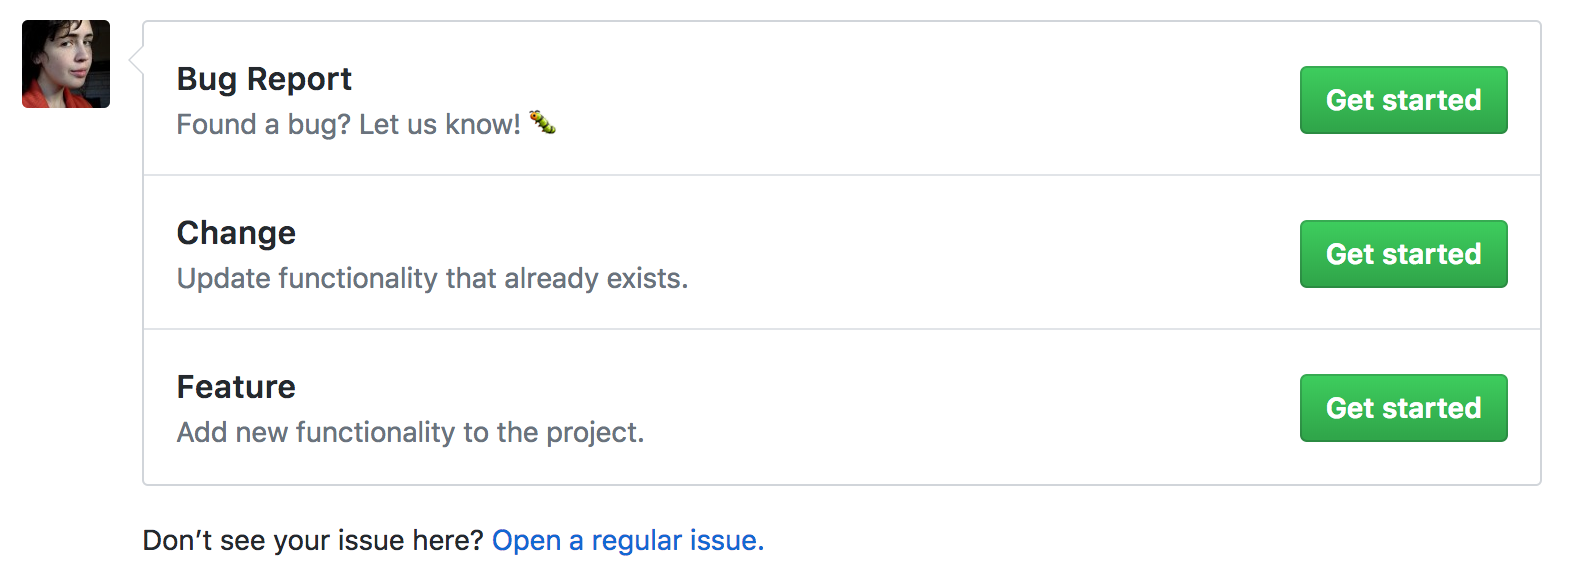 Bug Report
Found a bug? Let us know! 🐛
Get started
Change
Update functionality that already exists.
Get started
Feature
Add new functionality to the project.
Get started
Don’t see your issue here? Open a regular issue.